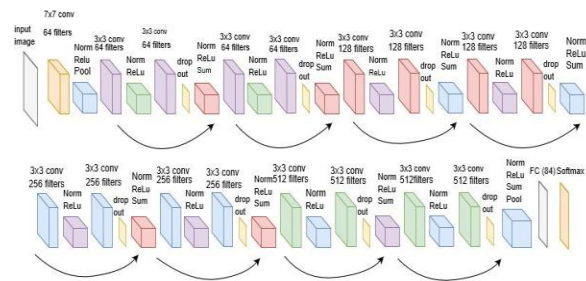 input
image
7x7 conv
64 filters
Norm
Relu
Pool
3x3 conv
64 filters
Norm
ReLu
3x3 conv
64 filters
drop
out
Norm
ReLu
Sum
3x3 conv
64 filters
Norm
ReLu
3x3 conv
64 filters
drop
out
Norm
ReLu
Sum
3x3 conv
128 filters
Norm
ReLu
3x3 conv
128 filters
drop
out
Norm
ReLu
Sum
3x3 conv
128 filters
Norm
ReLu
3x3 conv
128 filters
drop
out
Norm
ReLu
Sum
3x3 conv
256 filters
Norm
ReLu
3x3 conv
256 filters
drop
out
Norm
ReLu
Sum
3x3 conv
256 filters
Norm
ReLu
3x3 conv
256 filters
drop
out
Norm
ReLu
Sum
3x3 conv
512 filters
Norm
ReLu
3x3 conv
512 filters
drop
out
Norm
ReLu
Sum
3x3 conv
512filters
Norm
ReLu
3x3 conv
512 filters
drop
out
Norm
ReLu
Sum
Pool
FC (84)
Softmax